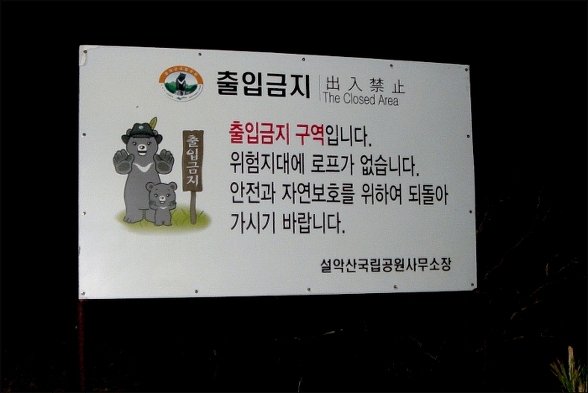 출입금지
出入禁止
The Closed Area
출입금지
출입금지 구역입니다.
위험지대에 로프가 없습니다.
안전과 자연보호를 위하여 되돌아
가시기 바랍니다.
설악산국립공원사무소장